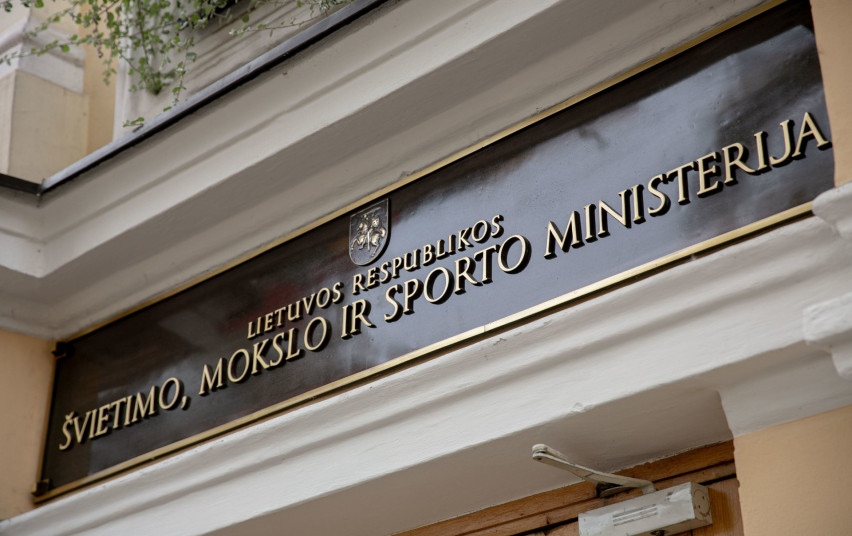 LIETUVOS RESPUBLIKOS
ŠVIETIMO, MOKSLO IR SPORTO MINISTERIJA